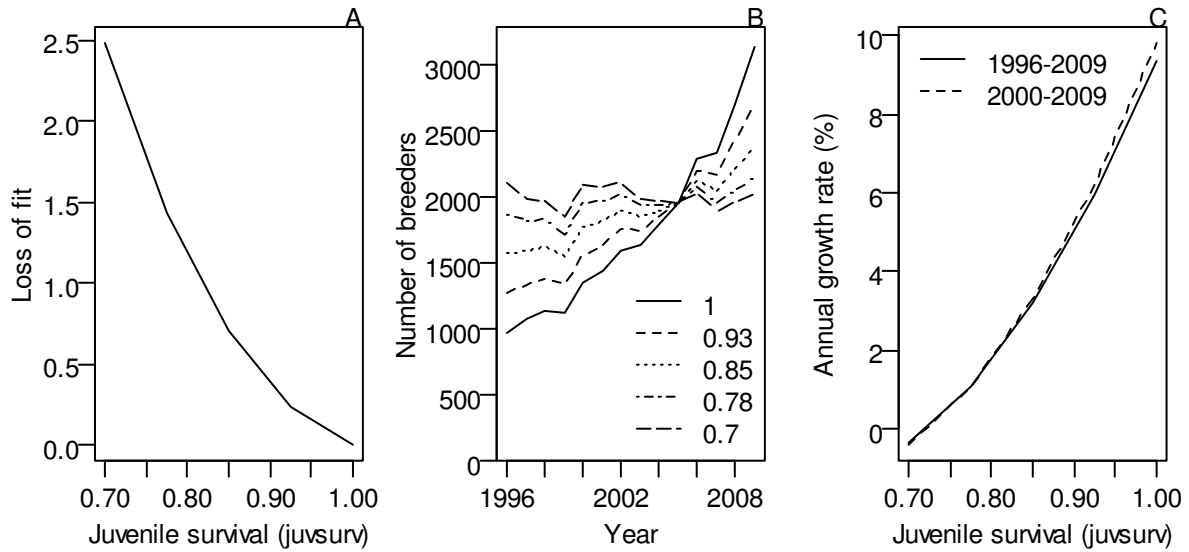 A
Loss of fit
2.5
2.0
1.5
1.0
0.5
0.0
0.70 0.80 0.90 1.00
Juvenile survival (juvsurv)
B
Number of breeders
3000
2500
2000
1500
1000
500
0
1
0.93
0.85
0.78
0.7
1996 2002 2008
Year
C
Annual growth rate (%)
10
8
6
4
2
0
1996-2009
2000-2009
0.70 0.80 0.90 1.00
Juvenile survival (juvsurv)